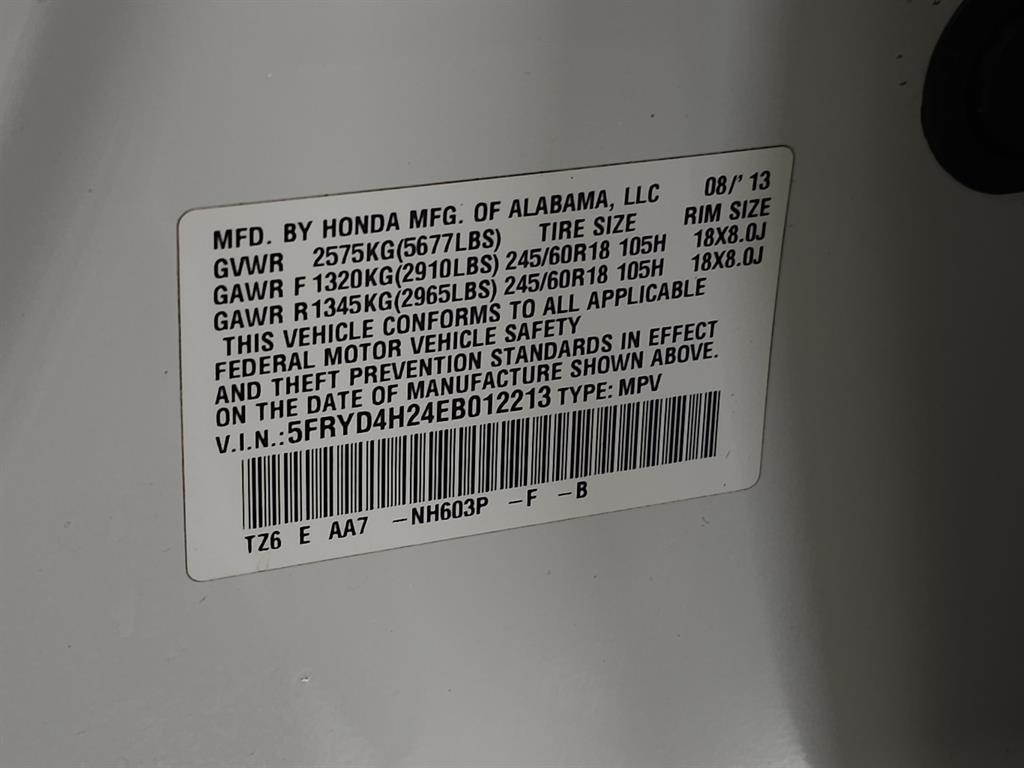 MFD. BY HONDA MFG. OF ALABAMA, LLC 08/'13
GVWR 2575KG(5677LBS) TIRE SIZE RIM SIZE
GAWR F 1320KG(2910LBS) 245/60R18 105H 18X8.0J
GAWR R 1345KG(2965LBS) 245/60R18 105H 18X8.0J
THIS VEHICLE CONFORMS TO ALL APPLICABLE
FEDERAL MOTOR VEHICLE SAFETY
AND THEFT PREVENTION STANDARDS IN EFFECT
ON THE DATE OF MANUFACTURE SHOWN ABOVE.
V.I.N.: 5FRYD4H24EB012213 TYPE: MPV
TZ6 E AA7 -NH603P -F -B